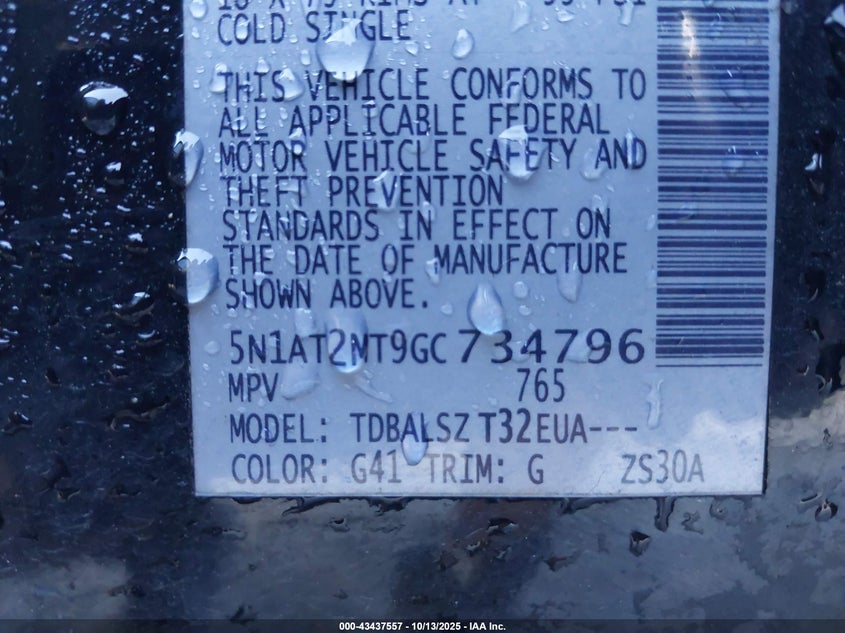 COLD SINGLE
THIS VEHICLE CONFORMS TO
ALL APPLICABLE FEDERAL
MOTOR VEHICLE SAFETY AND
THEFT PREVENTION
STANDARDS IN EFFECT ON
THE DATE OF MANUFACTURE
SHOWN ABOVE.
5N1AT2MT9GC734796
MPV 765
MODEL: TDBALSZ T32EUA---
COLOR: G41 TRIM: G ZS30A
000-43437557 - 10/13/2025 - IAA Inc.